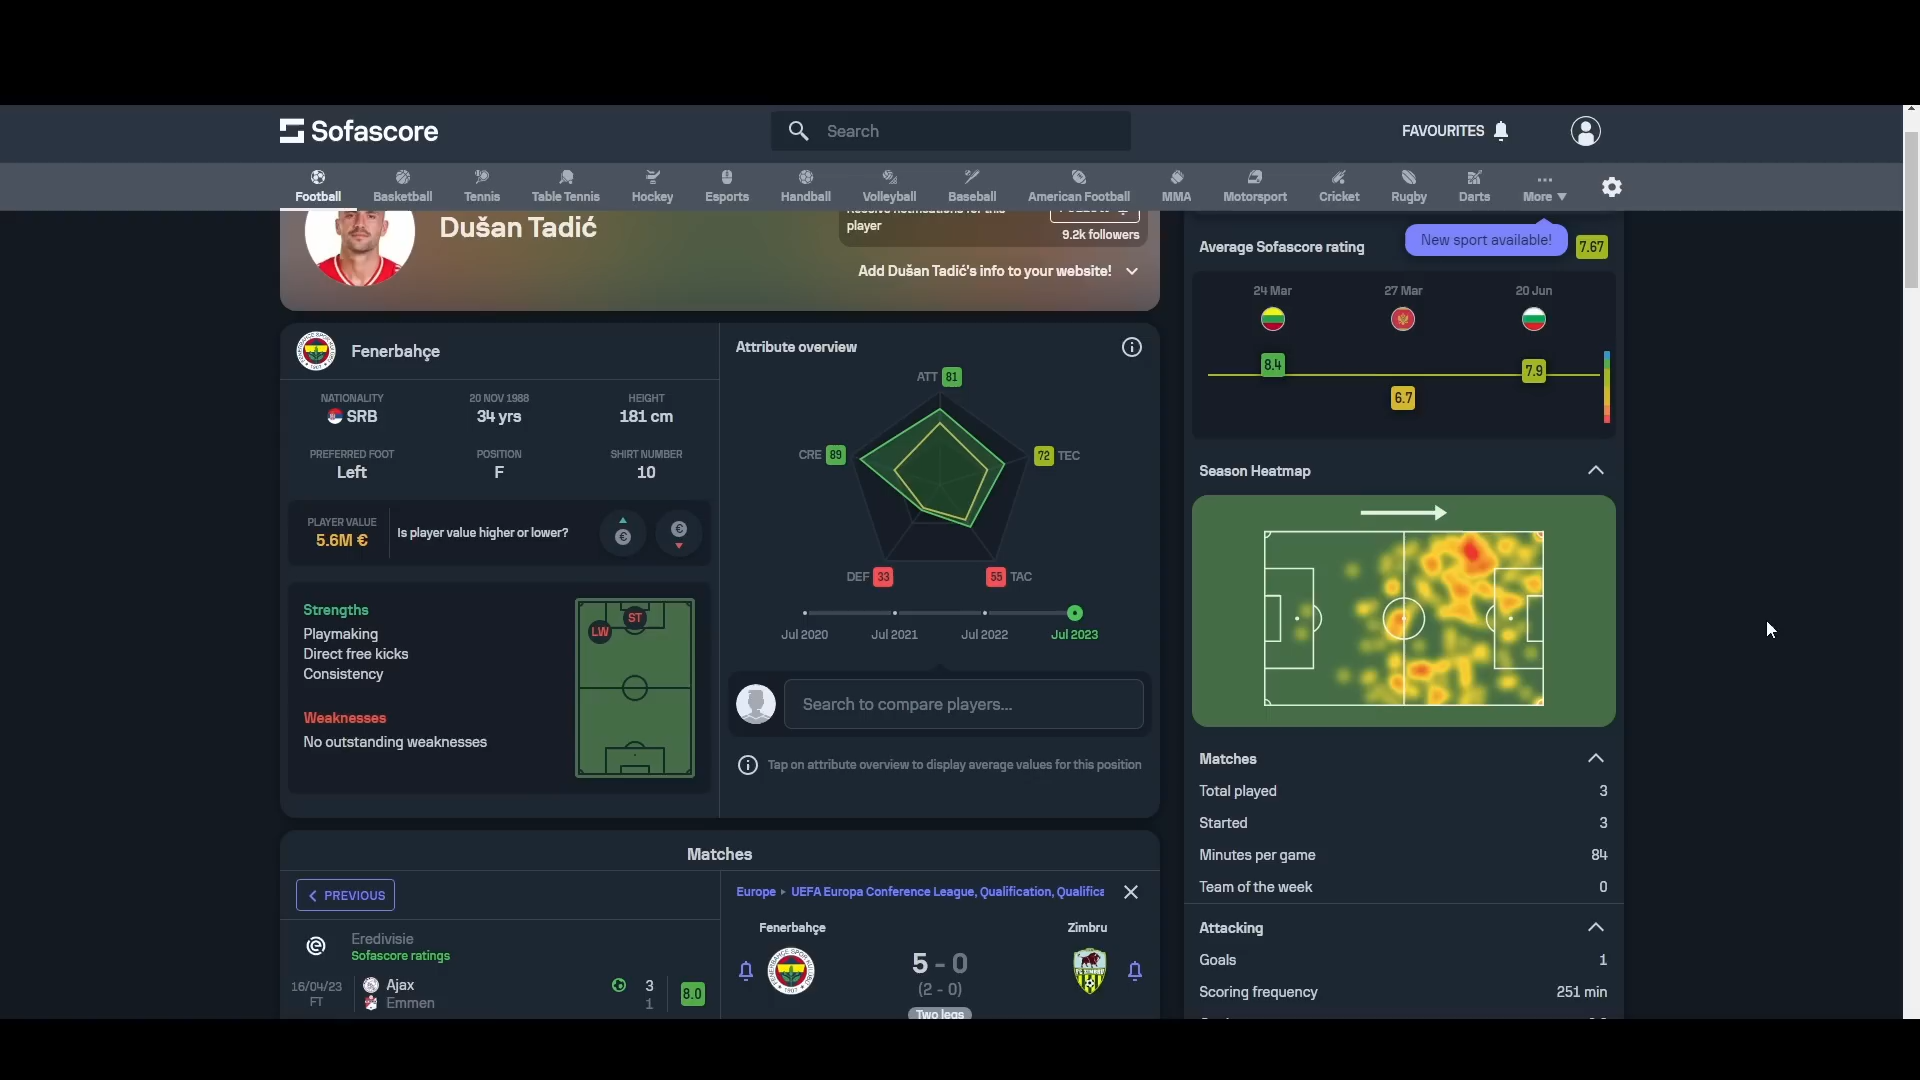 Sofascore
Search
FAVOURITES
Football
Basketball
Tennis
Table Tennis
Hockey
Esports
Handball
Volleyball
Baseball
American Football
MMA
Motorsport
Cricket
Rugby
Darts
More
New sport available!
Dušan Tadić
player
9.2k followers
Add Dušan Tadić's info to your website!
Fenerbahçe
NATIONALITY
SRB
20 NOV 1988
34 yrs
HEIGHT
181 cm
PREFERRED FOOT
Left
POSITION
F
SHIRT NUMBER
10
PLAYER VALUE
5.6M €
Is player value higher or lower?
Strengths
Playmaking
Direct free kicks
Consistency
Weaknesses
No outstanding weaknesses
LW
ST
Attribute overview
ATT 81
CRE 89
72 TEC
DEF 33
55 TAC
Jul 2020
Jul 2021
Jul 2022
Jul 2023
Search to compare players...
Tap on attribute overview to display average values for this position
Average Sofascore rating
7.67
24 Mar
27 Mar
20 Jun
8.4
6.7
7.9
Season Heatmap
Matches
Total played 3
Started 3
Minutes per game 84
Team of the week 0
Attacking
Goals 1
Scoring frequency 251 min
Matches
PREVIOUS
Eredivisie
Sofascore ratings
16/04/23
FT
Ajax 3
Emmen 1
8.0
Europe
UEFA Europa Conference League, Qualification, Qualifica
Fenerbahçe
Zimbru
5 - 0
(2 - 0)
Two legs